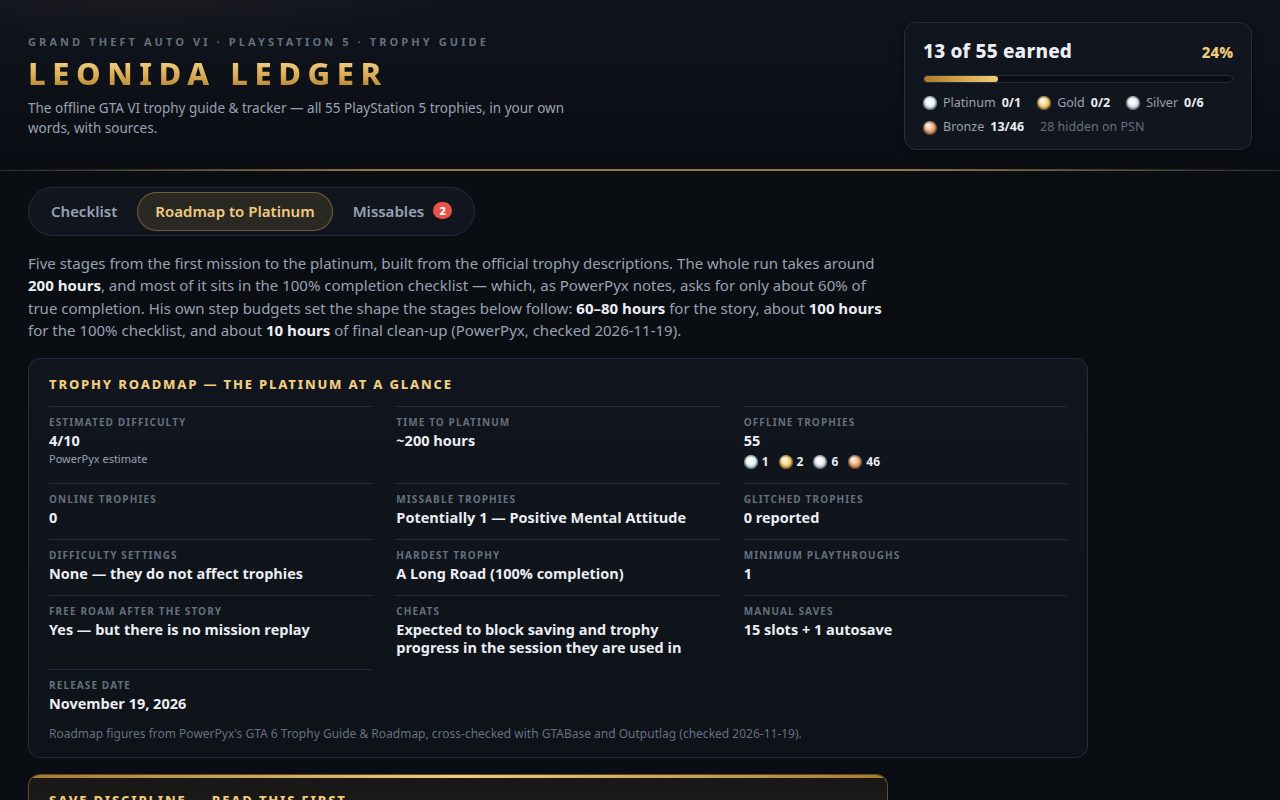 GRAND THEFT AUTO VI · PLAYSTATION 5 · TROPHY GUIDE
LEONIDA LEDGER
The offline GTA VI trophy guide & tracker — all 55 PlayStation 5 trophies, in your own
words, with sources.
13 of 55 earned 24%
Platinum 0/1 Gold 0/2 Silver 0/6
Bronze 13/46 28 hidden on PSN
Checklist Roadmap to Platinum Missables 2
Five stages from the first mission to the platinum, built from the official trophy descriptions. The whole run takes around
200 hours, and most of it sits in the 100% completion checklist — which, as PowerPyx notes, asks for only about 60% of
true completion. His own step budgets set the shape the stages below follow: 60–80 hours for the story, about 100 hours
for the 100% checklist, and about 10 hours of final clean-up (PowerPyx, checked 2026-11-19).
TROPHY ROADMAP — THE PLATINUM AT A GLANCE
ESTIMATED DIFFICULTY
4/10
PowerPyx estimate
TIME TO PLATINUM
~200 hours
OFFLINE TROPHIES
55
1 2 6 46
ONLINE TROPHIES
0
MISSABLE TROPHIES
Potentially 1 — Positive Mental Attitude
GLITCHED TROPHIES
0 reported
DIFFICULTY SETTINGS
None — they do not affect trophies
HARDEST TROPHY
A Long Road (100% completion)
MINIMUM PLAYTHROUGHS
1
FREE ROAM AFTER THE STORY
Yes — but there is no mission replay
CHEATS
Expected to block saving and trophy
progress in the session they are used in
MANUAL SAVES
15 slots + 1 autosave
RELEASE DATE
November 19, 2026
Roadmap figures from PowerPyx's GTA 6 Trophy Guide & Roadmap, cross-checked with GTABase and Outputlag (checked 2026-11-19).
SAVE DISCIPLINE — READ THIS FIRST